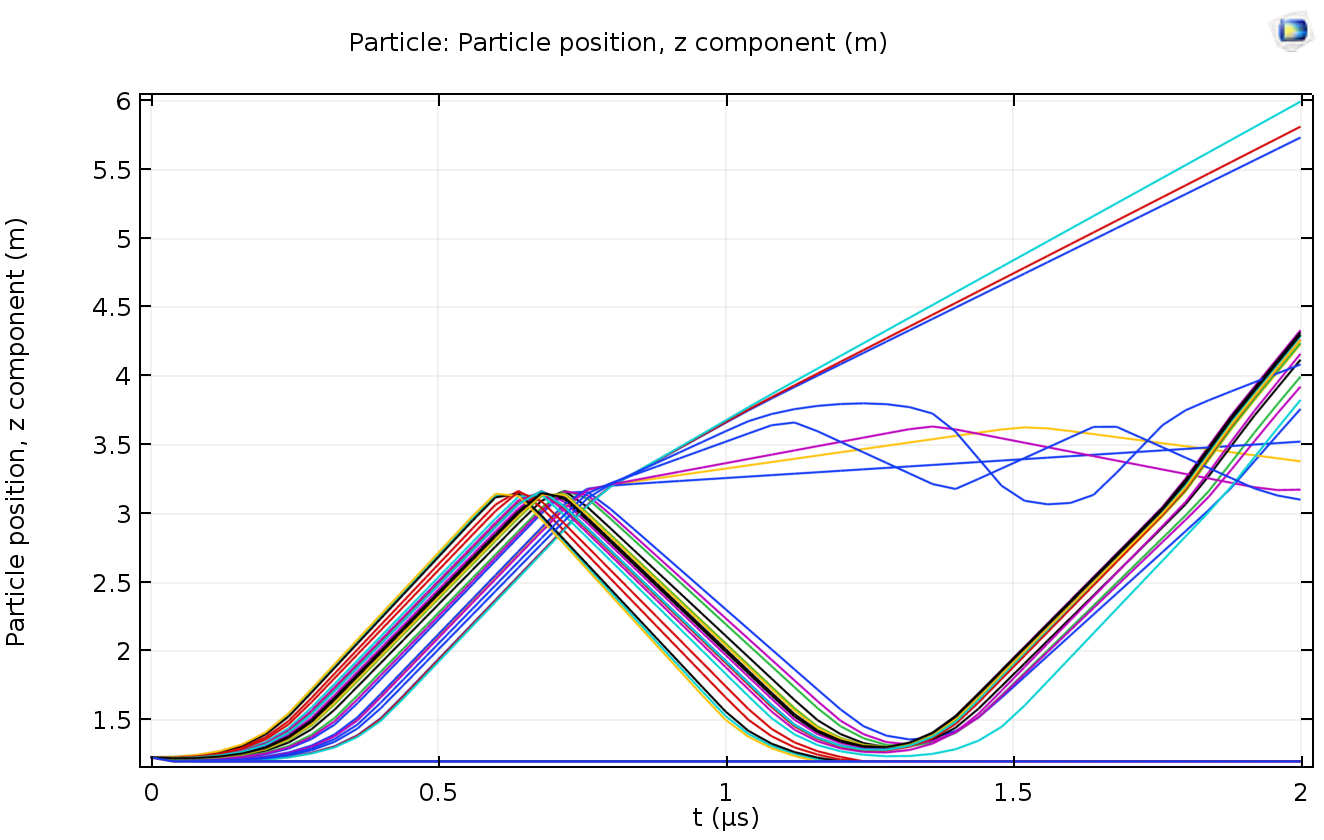 Particle: Particle position, z component (m)
Particle position, z component (m)
6
5.5
5
4.5
4
3.5
3
2.5
2
1.5
0 0.5 1 1.5 2
t (µs)